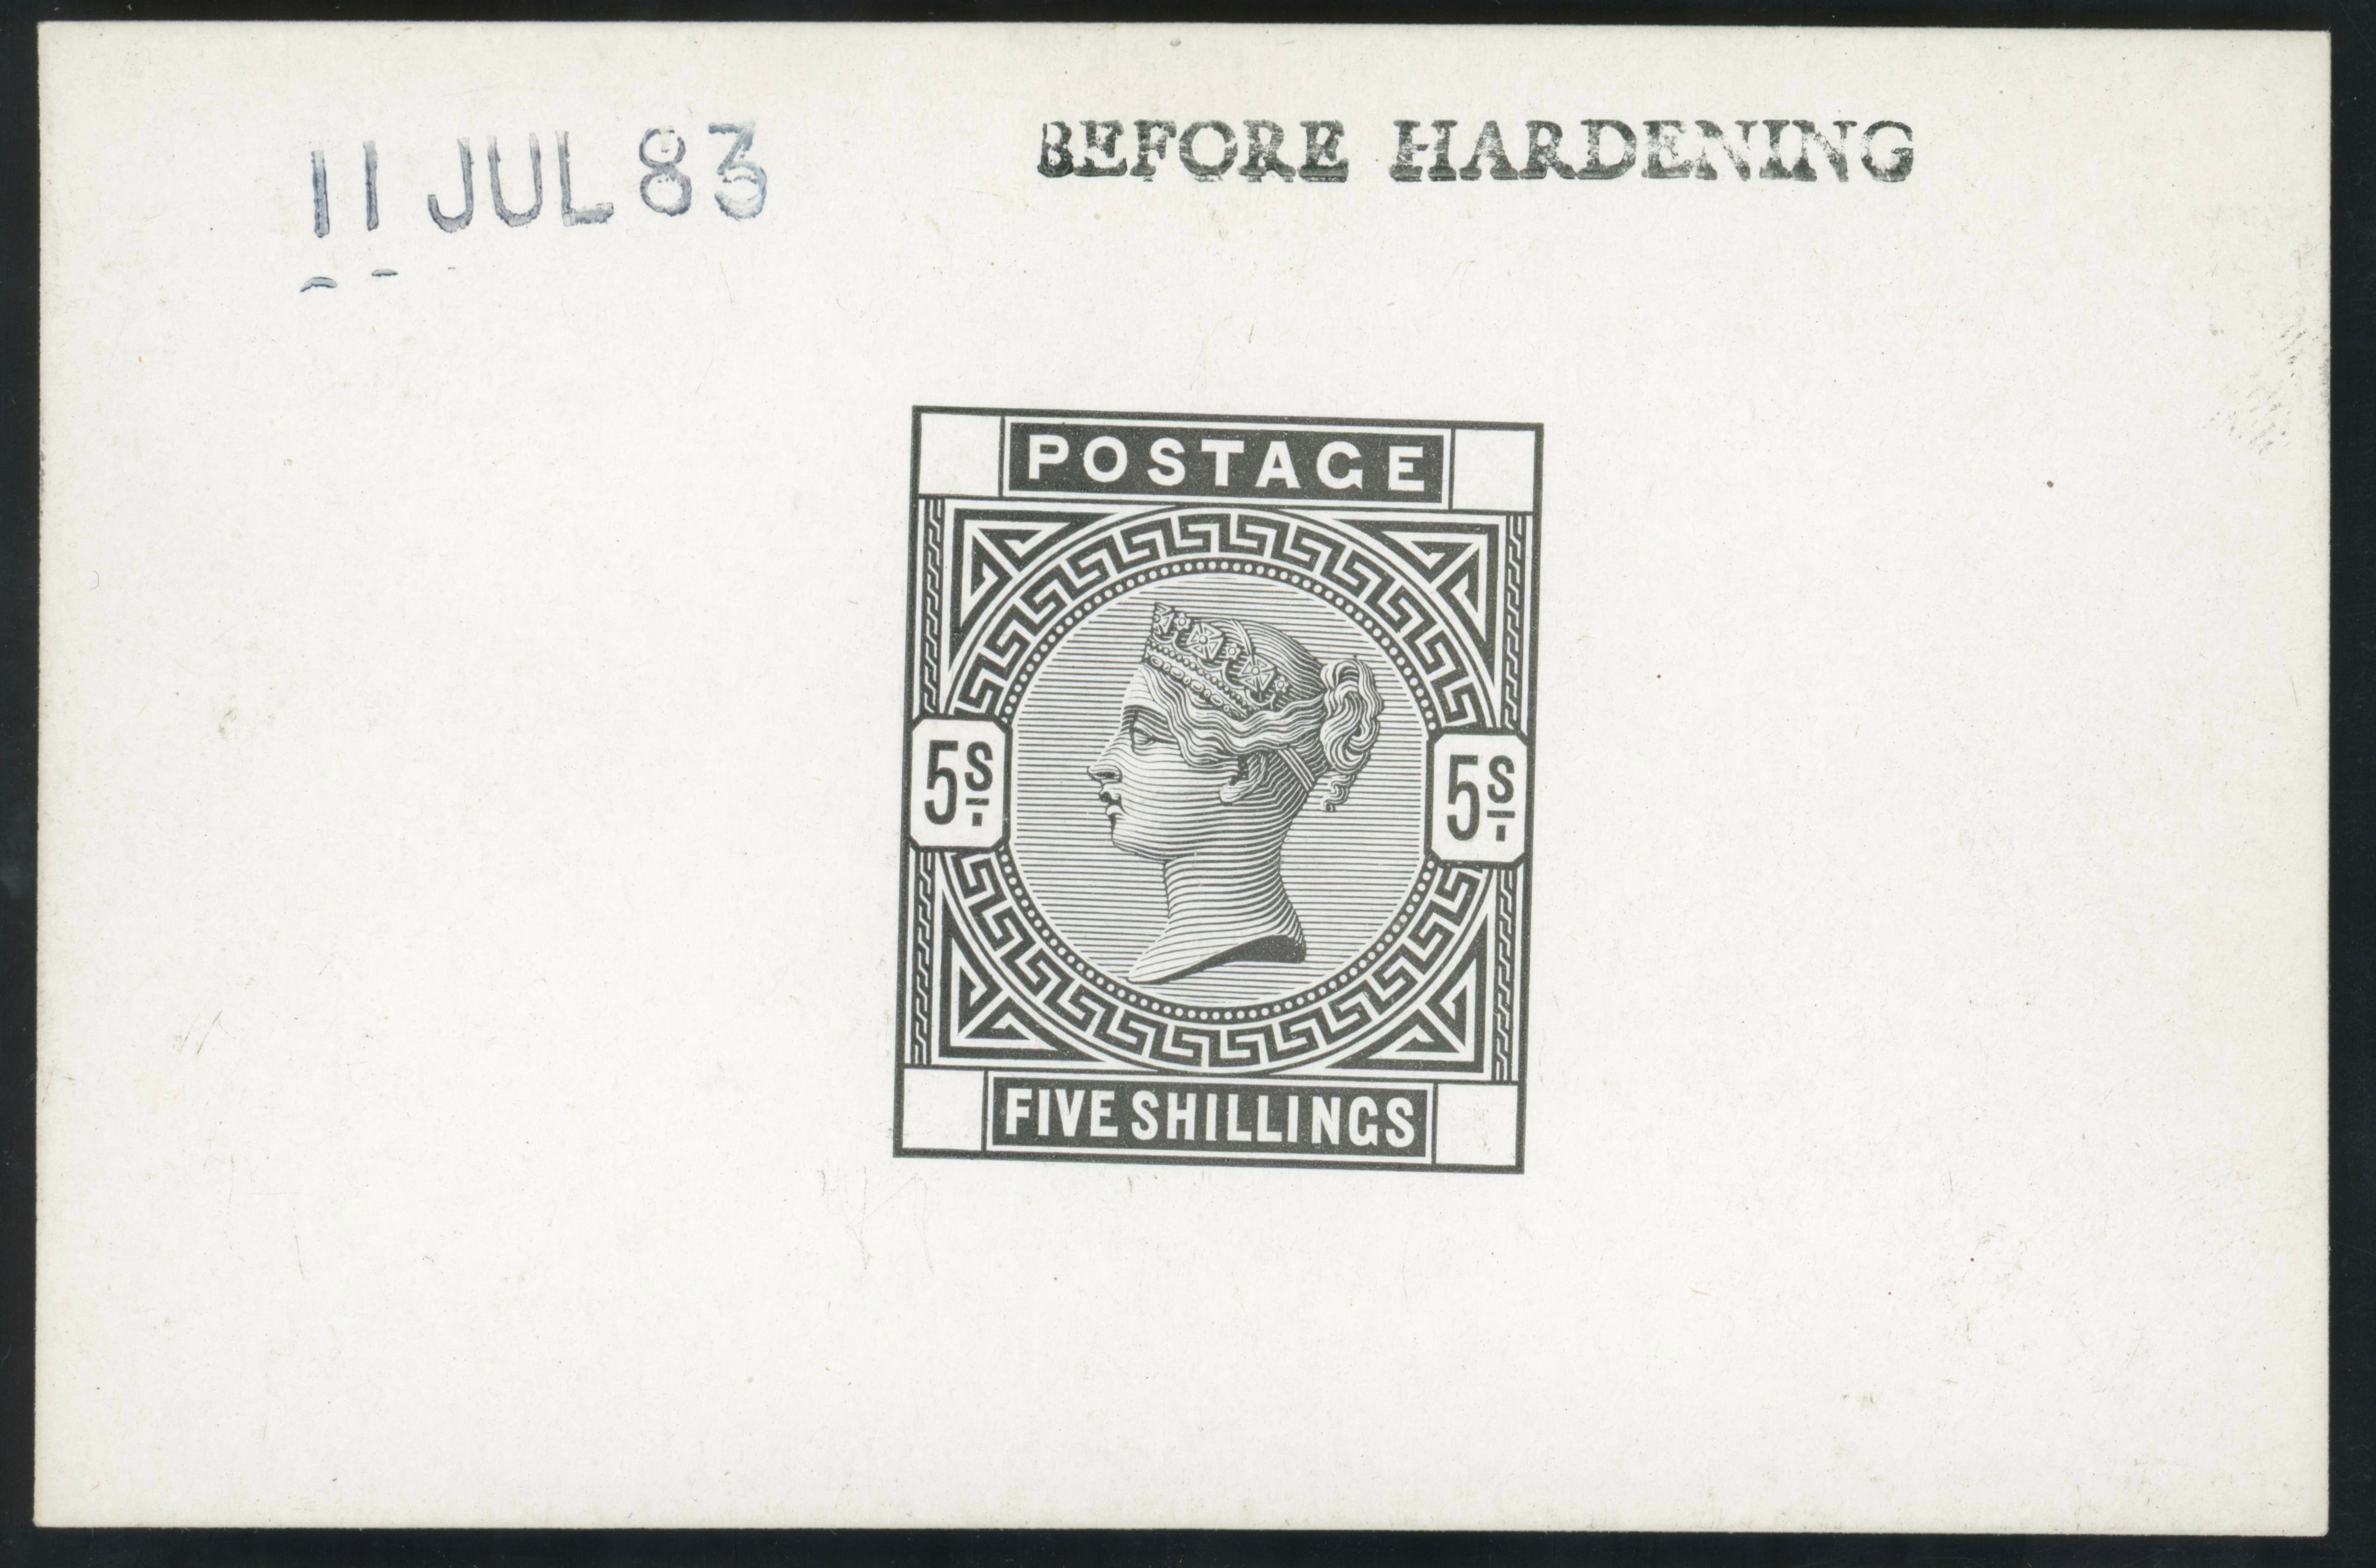 11 JUL 83
BEFORE HARDENING
POSTAGE
5s.
5s.
FIVE SHILLINGS